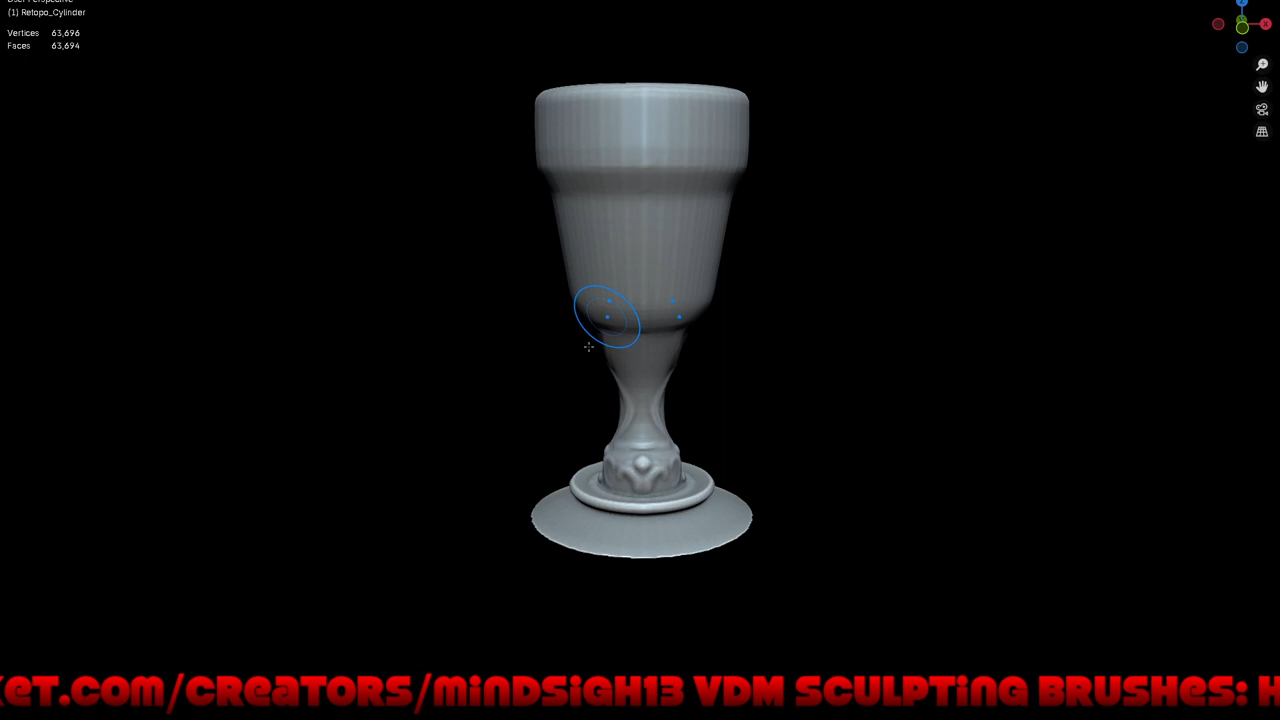 (1) Retopo_Cylinder
Vertices 63,696
Faces 63,694
ket.com/creators/mindsigh13 VDM Sculpting Brushes: H